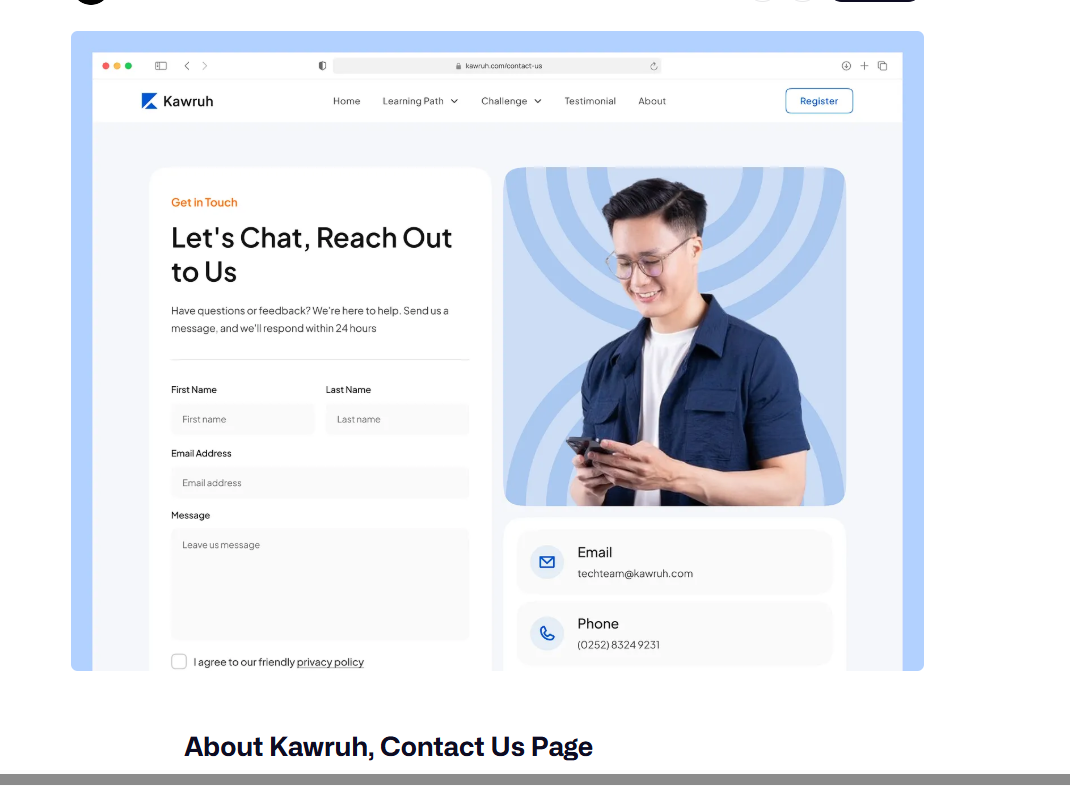 kawruh.com/contact-us
Kawruh
Home
Learning Path
Challenge
Testimonial
About
Register
Get in Touch
Let's Chat, Reach Out
to Us
Have questions or feedback? We're here to help. Send us a
message, and we'll respond within 24 hours
First Name
Last Name
First name
Last name
Email Address
Email address
Message
Leave us message
I agree to our friendly privacy policy
Email
techteam@kawruh.com
Phone
(0252) 8324 9231
About Kawruh, Contact Us Page